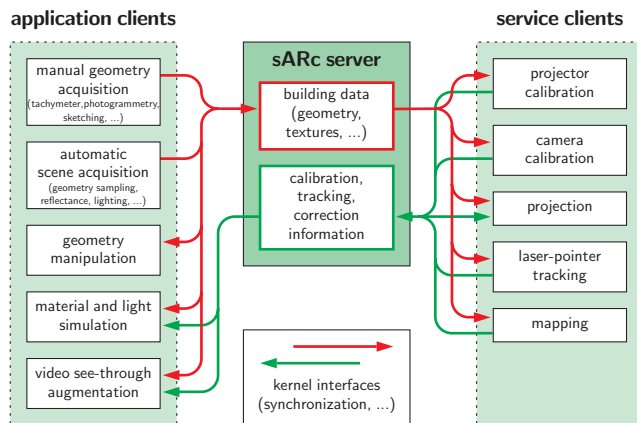 application clients
manual geometry
acquisition
(tachymeter,photogrammetry,
sketching, ...)
automatic
scene acquisition
(geometry sampling,
reflectance, lighting, ...)
geometry
manipulation
material and light
simulation
video see-through
augmentation
sARc server
building data
(geometry,
textures, ...)
calibration,
tracking,
correction
information
kernel interfaces
(synchronization, ...)
service clients
projector
calibration
camera
calibration
projection
laser-pointer
tracking
mapping